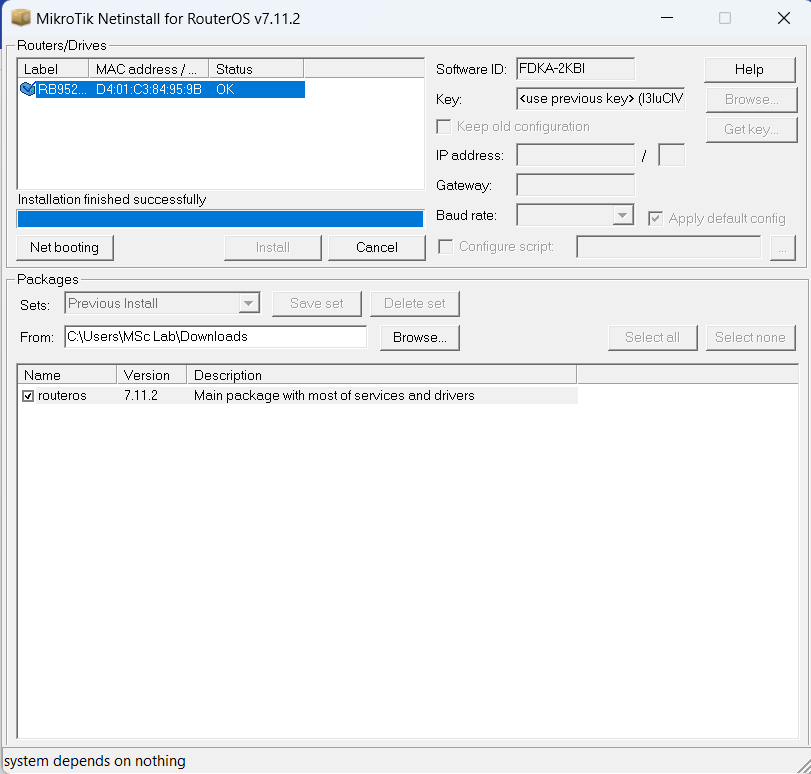 MikroTik Netinstall for RouterOS v7.11.2
Routers/Drives
Label MAC address / ... Status
RB952... D4:01:C3:84:95:9B OK
Installation finished successfully
Net booting Install Cancel
Software ID: FDKA-2KBI Help
Key: <use previous key> Browse...
Keep old configuration Get key...
IP address: /
Gateway:
Baud rate: Apply default config
Configure script: ...
Packages
Sets: Previous Install Save set Delete set
From: C:\Users\MSc Lab\Downloads Browse... Select all Select none
Name Version Description
routeros 7.11.2 Main package with most of services and drivers
system depends on nothing